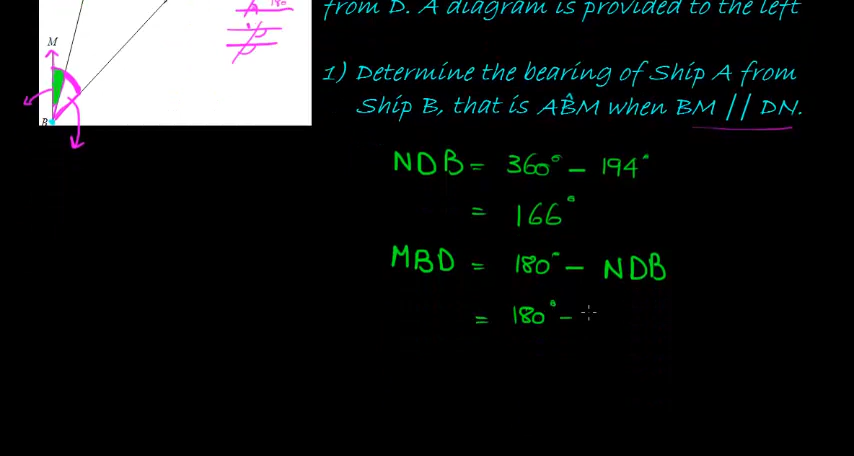 180
from D. A diagram is provided to the left
M
1) Determine the bearing of Ship A from
Ship B, that is AB̂M when BM // DN.
B
NDB = 360° - 194°
= 166°
MBD = 180° - NDB
= 180° -